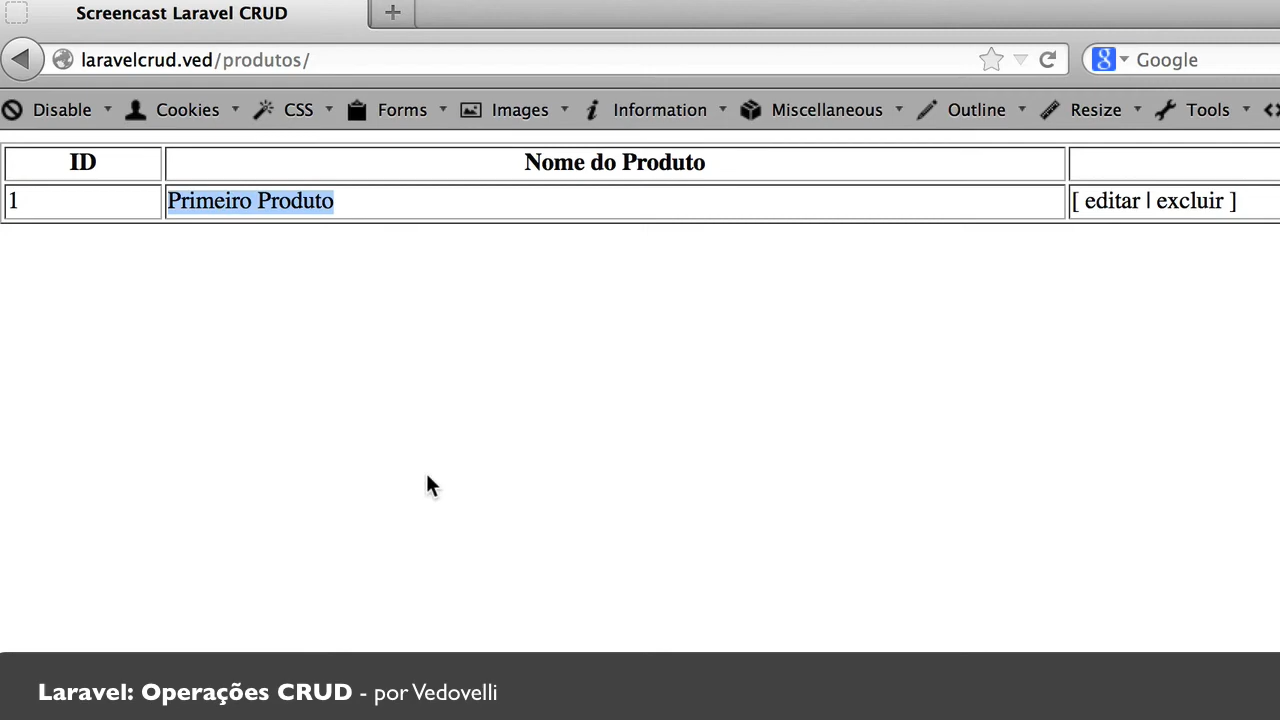 Screencast Laravel CRUD
laravelcrud.ved/produtos/
Google
Disable Cookies CSS Forms Images Information Miscellaneous Outline Resize Tools
ID Nome do Produto
1 Primeiro Produto [ editar | excluir ]
Laravel: Operações CRUD - por Vedovelli